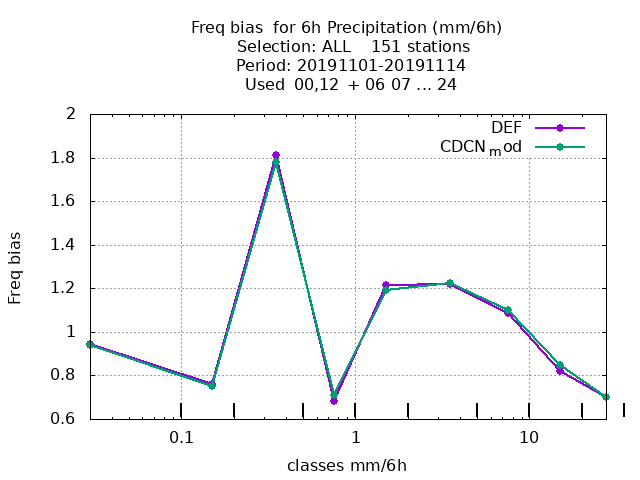 Freq bias  for 6h Precipitation (mm/6h)
Selection: ALL    151 stations
Period: 20191101-20191114
Used  00,12  + 06 07 ... 24
DEF
CDCNmod
2
1.8
1.6
1.4
1.2
1
0.8
0.6
Freq bias
0.1 1 10
classes mm/6h